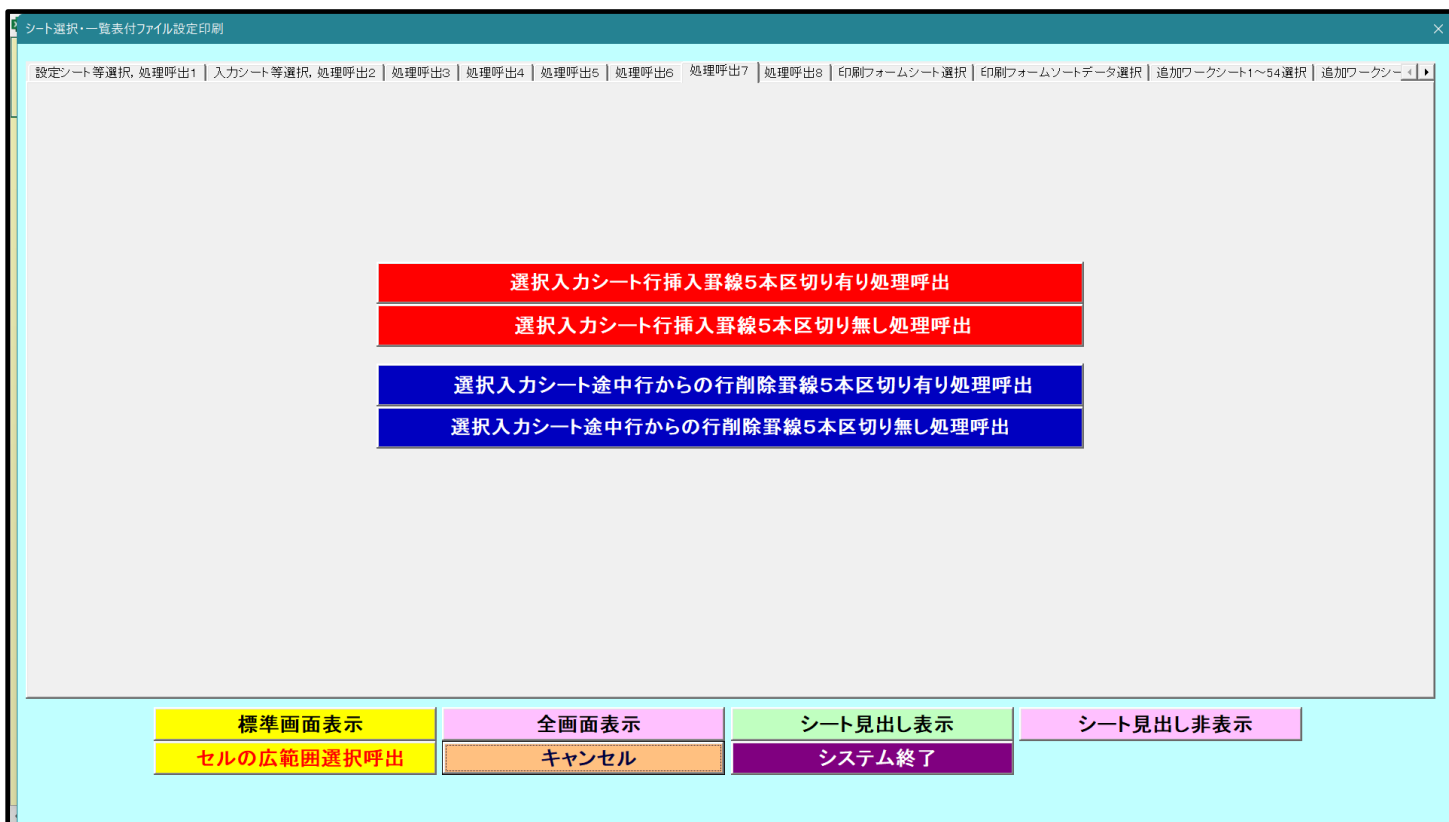 シート選択・一覧表付ファイル設定印刷
設定シート等選択, 処理呼出1 入力シート等選択, 処理呼出2 処理呼出3 処理呼出4 処理呼出5 処理呼出6 処理呼出7 処理呼出8 印刷フォームシート選択 印刷フォームソートデータ選択 追加ワークシート1～54選択 追加ワークシー
選択入力シート行挿入罫線5本区切り有り処理呼出
選択入力シート行挿入罫線5本区切り無し処理呼出
選択入力シート途中行からの行削除罫線5本区切り有り処理呼出
選択入力シート途中行からの行削除罫線5本区切り無し処理呼出
標準画面表示 全画面表示 シート見出し表示 シート見出し非表示
セルの広範囲選択呼出 キャンセル システム終了